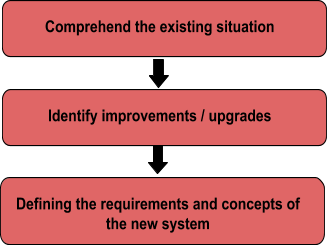 Comprehend the existing situation
Identify improvements / upgrades
Defining the requirements and concepts of
the new system